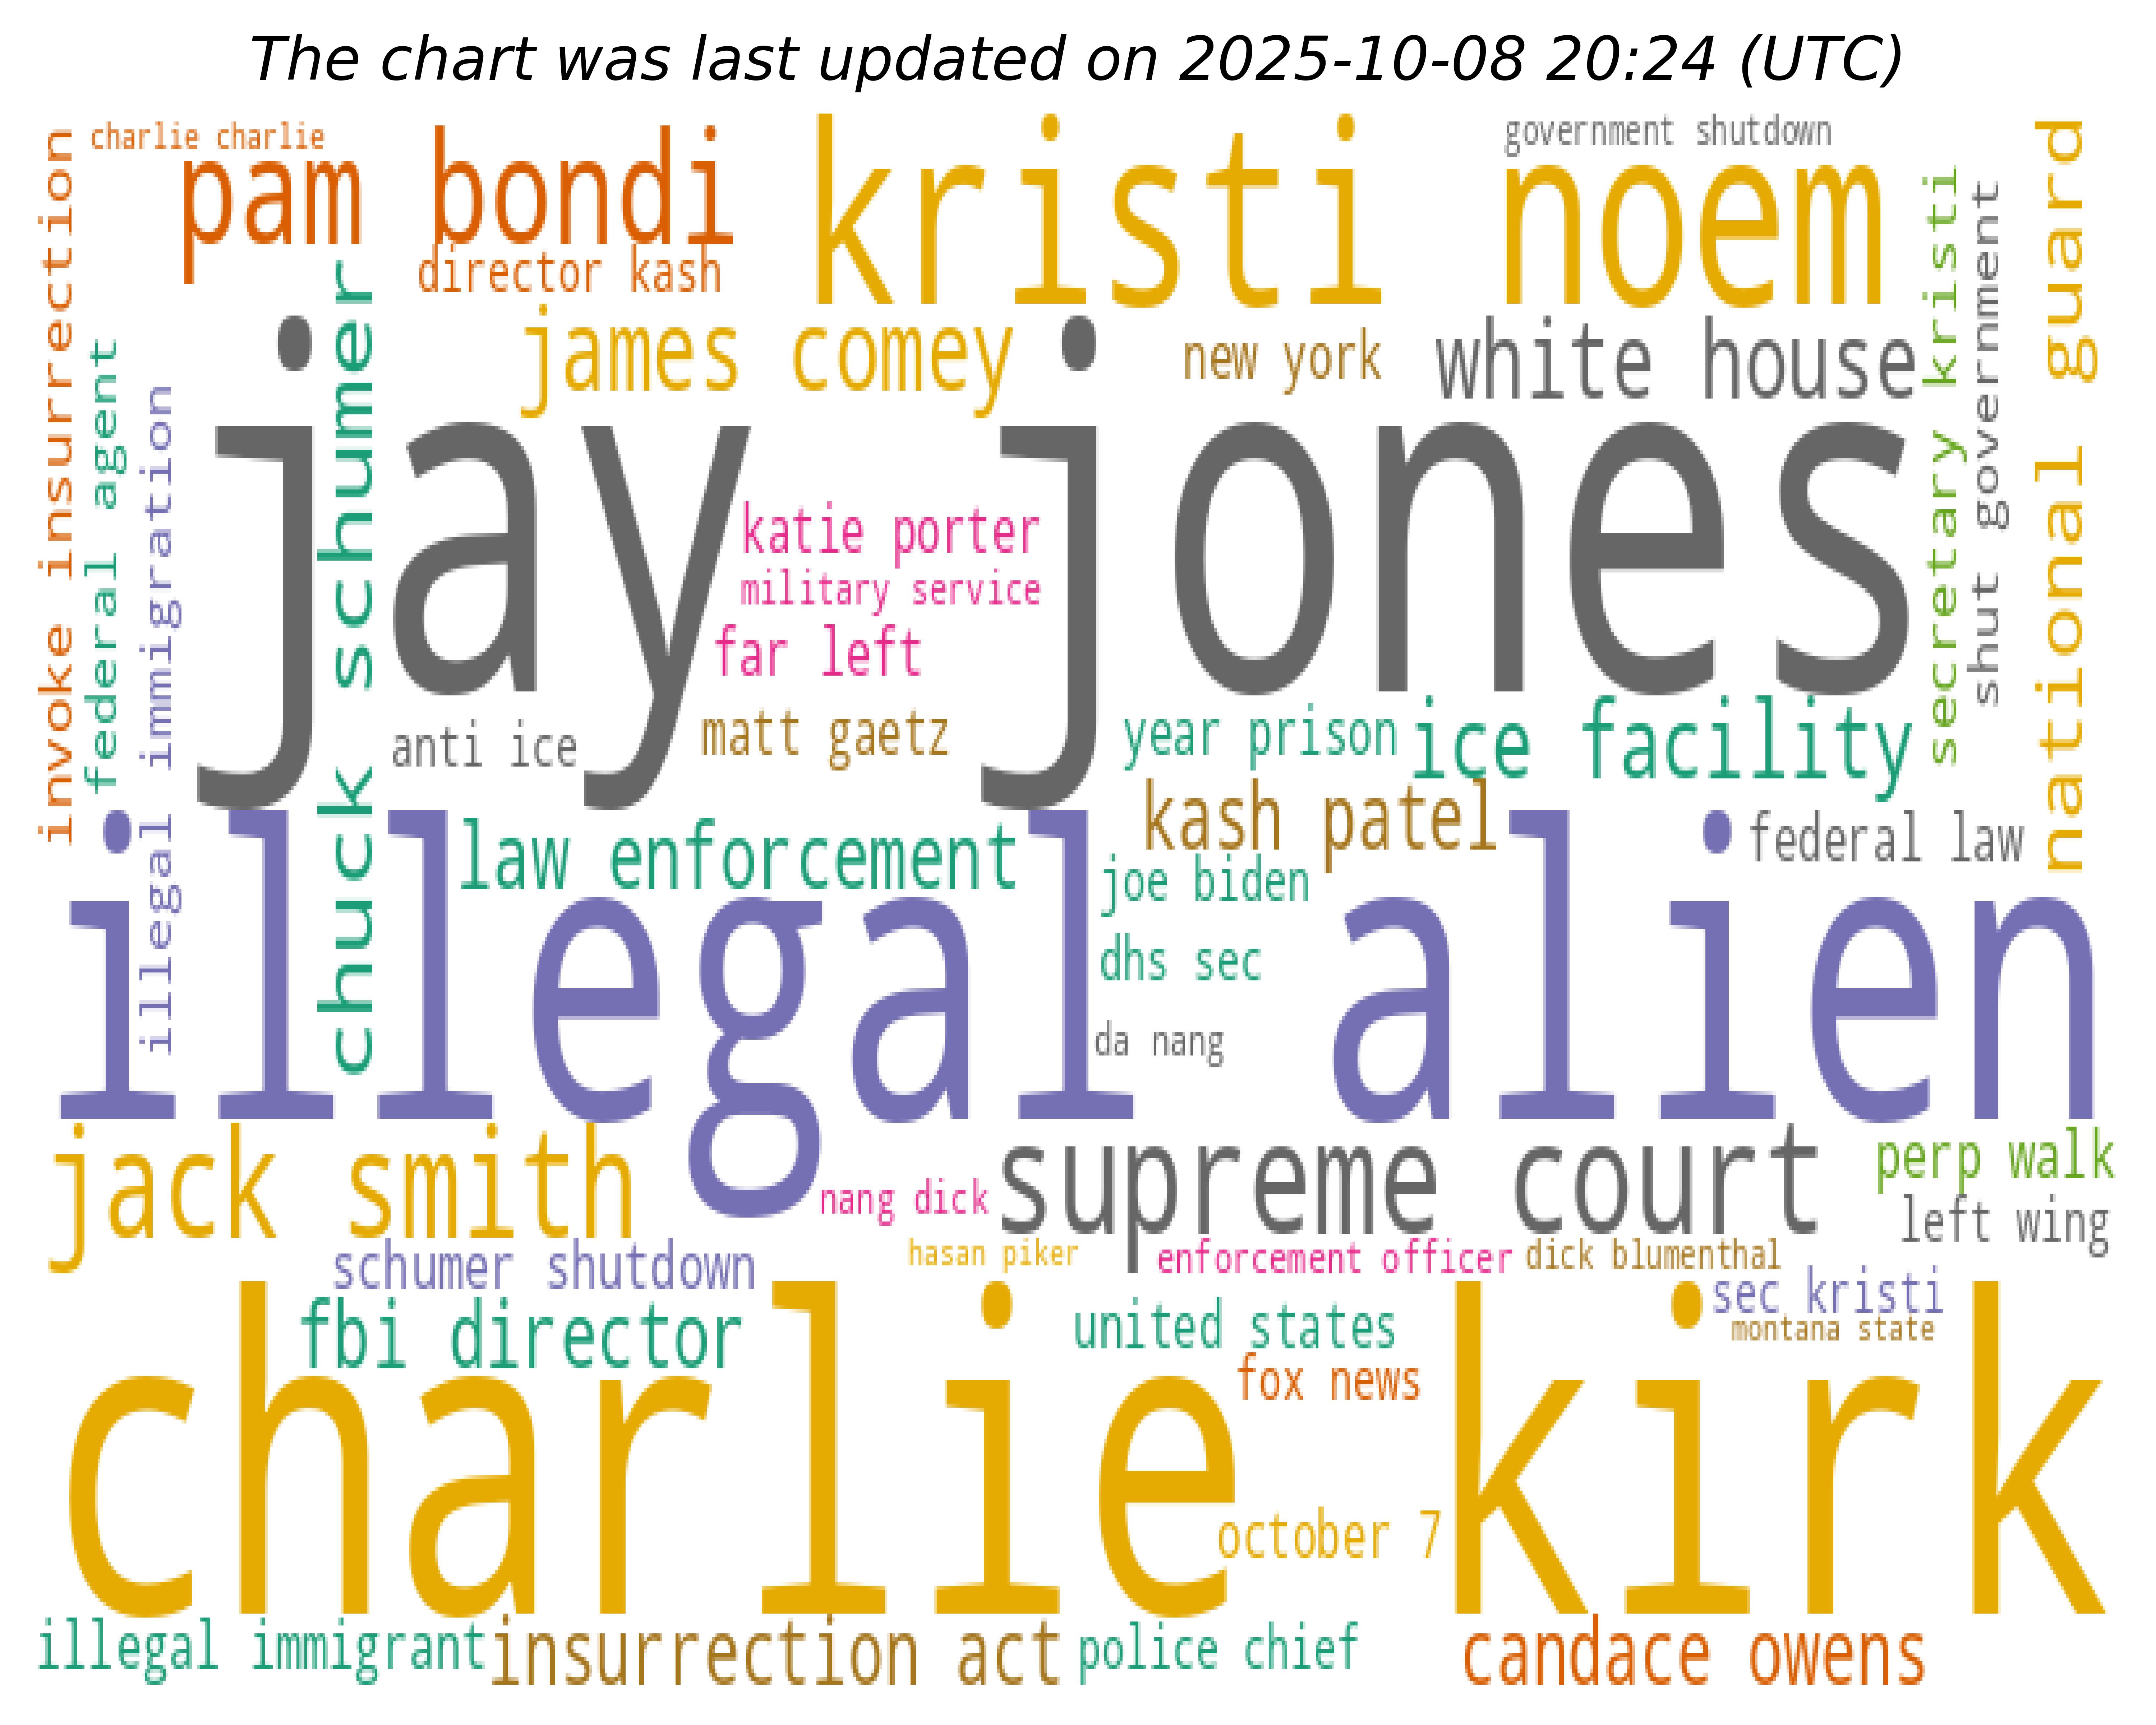 The chart was last updated on 2025-10-08 20:24 (UTC)
charlie charlie
government shutdown
pam bondi
kristi noem
director kash
invoke insurrection
federal agent
illegal immigration
chuck schumer
secretary kristi
shut government
national guard
james comey
new york
white house
jay jones
katie porter
military service
far left
anti ice
matt gaetz
year prison
ice facility
kash patel
law enforcement
federal law
joe biden
illegal alien
dhs sec
da nang
jack smith
supreme court
perp walk
nang dick
left wing
schumer shutdown
hasan piker
enforcement officer
dick blumenthal
sec kristi
fbi director
united states
montana state
fox news
charlie kirk
october 7
illegal immigrant
insurrection act
police chief
candace owens